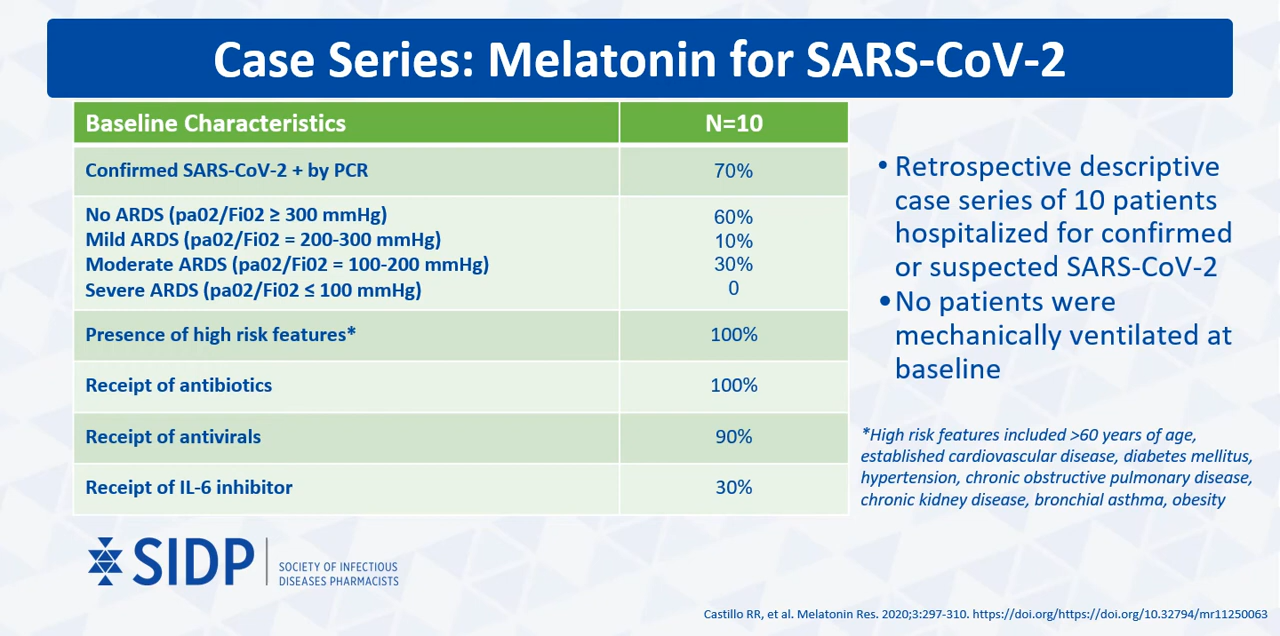 Case Series: Melatonin for SARS-CoV-2
Baseline Characteristics N=10
Confirmed SARS-CoV-2 + by PCR 70%
No ARDS (pa02/Fi02 ≥ 300 mmHg) 60%
Mild ARDS (pa02/Fi02 = 200-300 mmHg) 10%
Moderate ARDS (pa02/Fi02 = 100-200 mmHg) 30%
Severe ARDS (pa02/Fi02 ≤ 100 mmHg) 0
Presence of high risk features* 100%
Receipt of antibiotics 100%
Receipt of antivirals 90%
Receipt of IL-6 inhibitor 30%
• Retrospective descriptive
case series of 10 patients
hospitalized for confirmed
or suspected SARS-CoV-2
• No patients were
mechanically ventilated at
baseline
*High risk features included >60 years of age,
established cardiovascular disease, diabetes mellitus,
hypertension, chronic obstructive pulmonary disease,
chronic kidney disease, bronchial asthma, obesity
SIDP
SOCIETY OF INFECTIOUS
DISEASES PHARMACISTS
Castillo RR, et al. Melatonin Res. 2020;3:297-310. https://doi.org/https://doi.org/10.32794/mr11250063